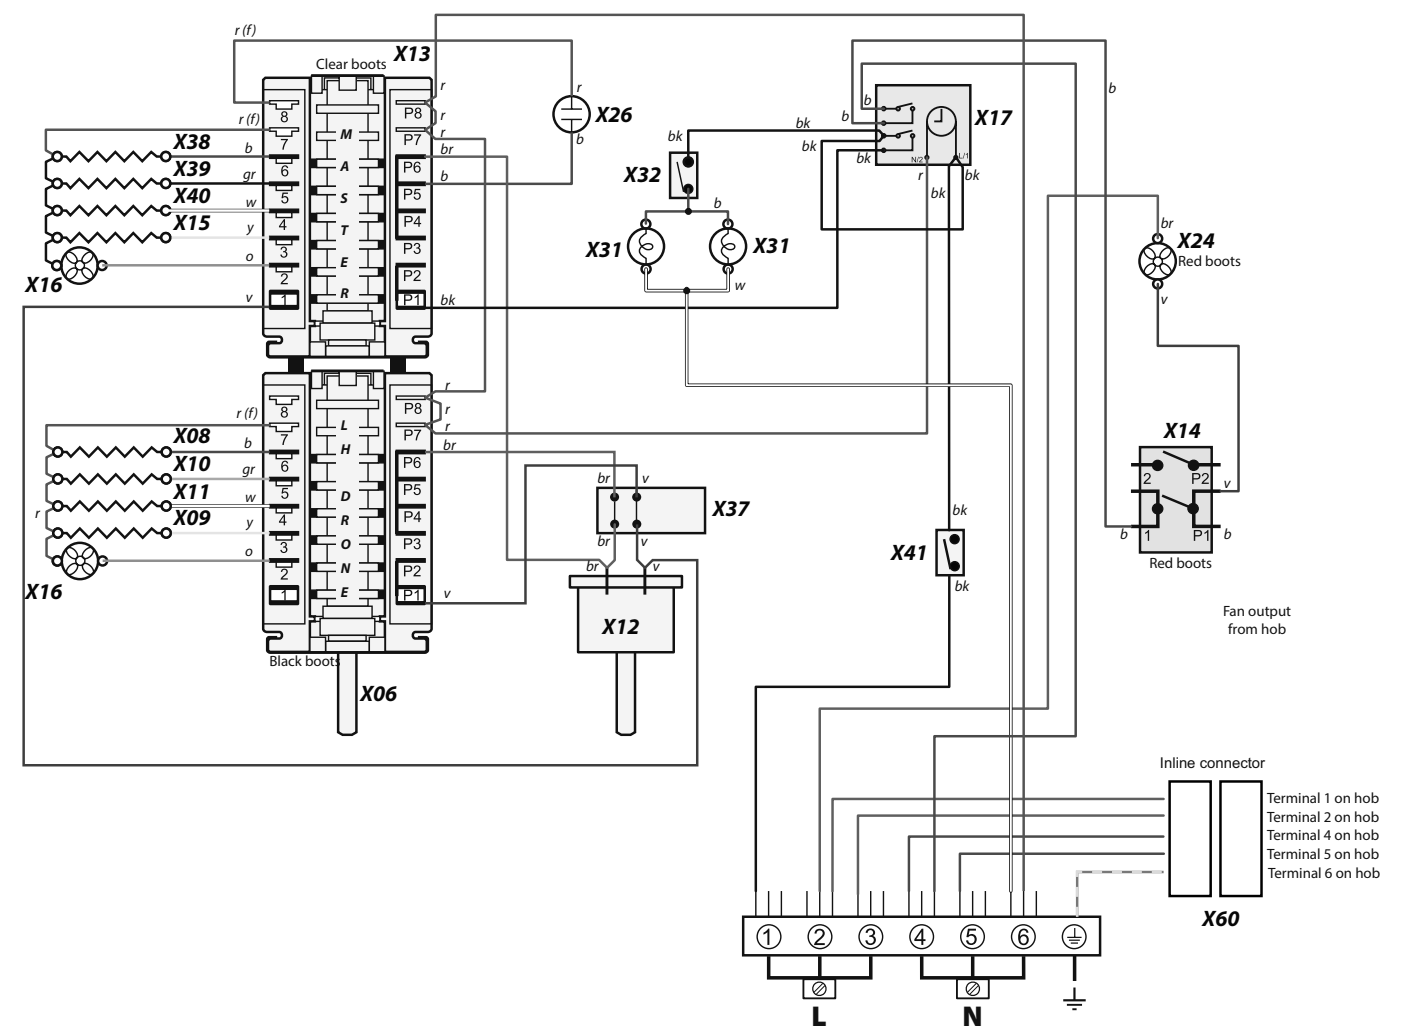 r (f)
X13
Clear boots
r
r
r
r (f)
8
7
6
5
4
3
2
1
M
A
S
T
E
R
P8
P7
P6
P5
P4
P3
P2
P1
br
b
bk
X38
b
X39
gr
X40
w
X15
y
o
X16
v
r
X26
b
bk
bk
X32
b
X31
X31
w
b
b
bk
X17
N/2
L/1
r
bk
bk
b
br
X24
Red boots
v
r (f)
X08
b
X10
gr
X11
w
X09
y
r
o
X16
8
7
6
5
4
3
2
1
L
H
D
R
O
N
E
P8
P7
P6
P5
P4
P3
P2
P1
r
r
r
br
v
Black boots
X06
br
v
X37
br
v
br
v
X12
bk
X41
bk
X14
2
P2
v
1
P1
b
b
Red boots
Fan output
from hob
Inline connector
Terminal 1 on hob
Terminal 2 on hob
Terminal 4 on hob
Terminal 5 on hob
Terminal 6 on hob
X60
1
2
3
4
5
6
L
N